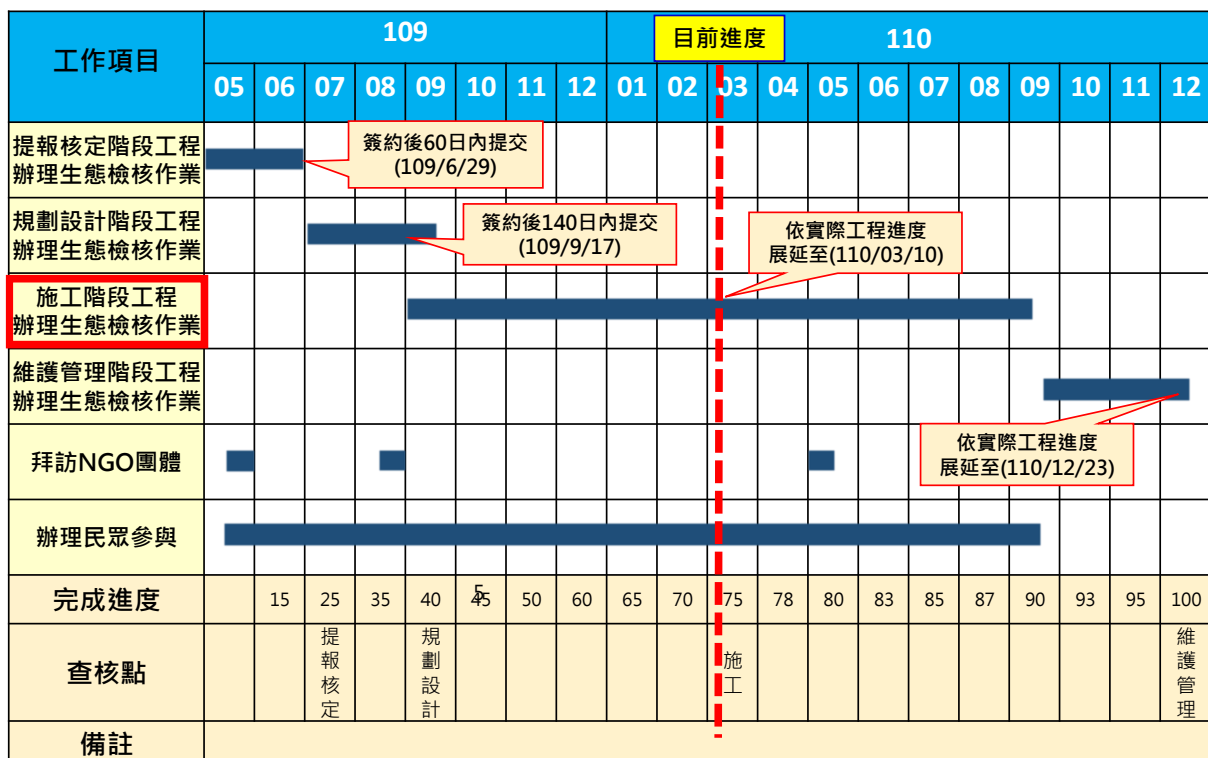 工作項目
109
目前進度
110
05 06 07 08 09 10 11 12 01 02 03 04 05 06 07 08 09 10 11 12
提報核定階段工程
辦理生態檢核作業
簽約後60日內提交
(109/6/29)
規劃設計階段工程
辦理生態檢核作業
簽約後140日內提交
(109/9/17)
依實際工程進度
展延至(110/03/10)
施工階段工程
辦理生態檢核作業
維護管理階段工程
辦理生態檢核作業
依實際工程進度
展延至(110/12/23)
拜訪NGO團體
辦理民眾參與
完成進度
15 25 35 40 45 50 60 65 70 75 78 80 83 85 87 90 93 95 100
5
查核點
提報核定
規劃設計
施工
維護管理
備註